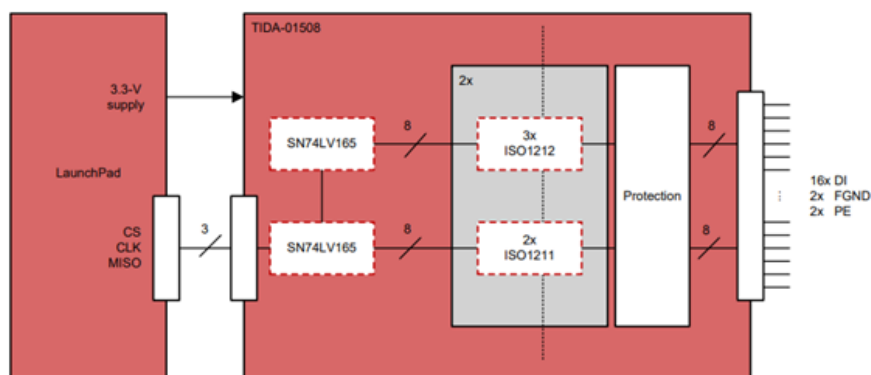 TIDA-01508
2x
3.3-V
supply
8
3x
ISO1212
8
SN74LV165
LaunchPad
16x DI
2x FGND
2x PE
Protection
CS
CLK
MISO
3
SN74LV165
8
2x
ISO1211
8